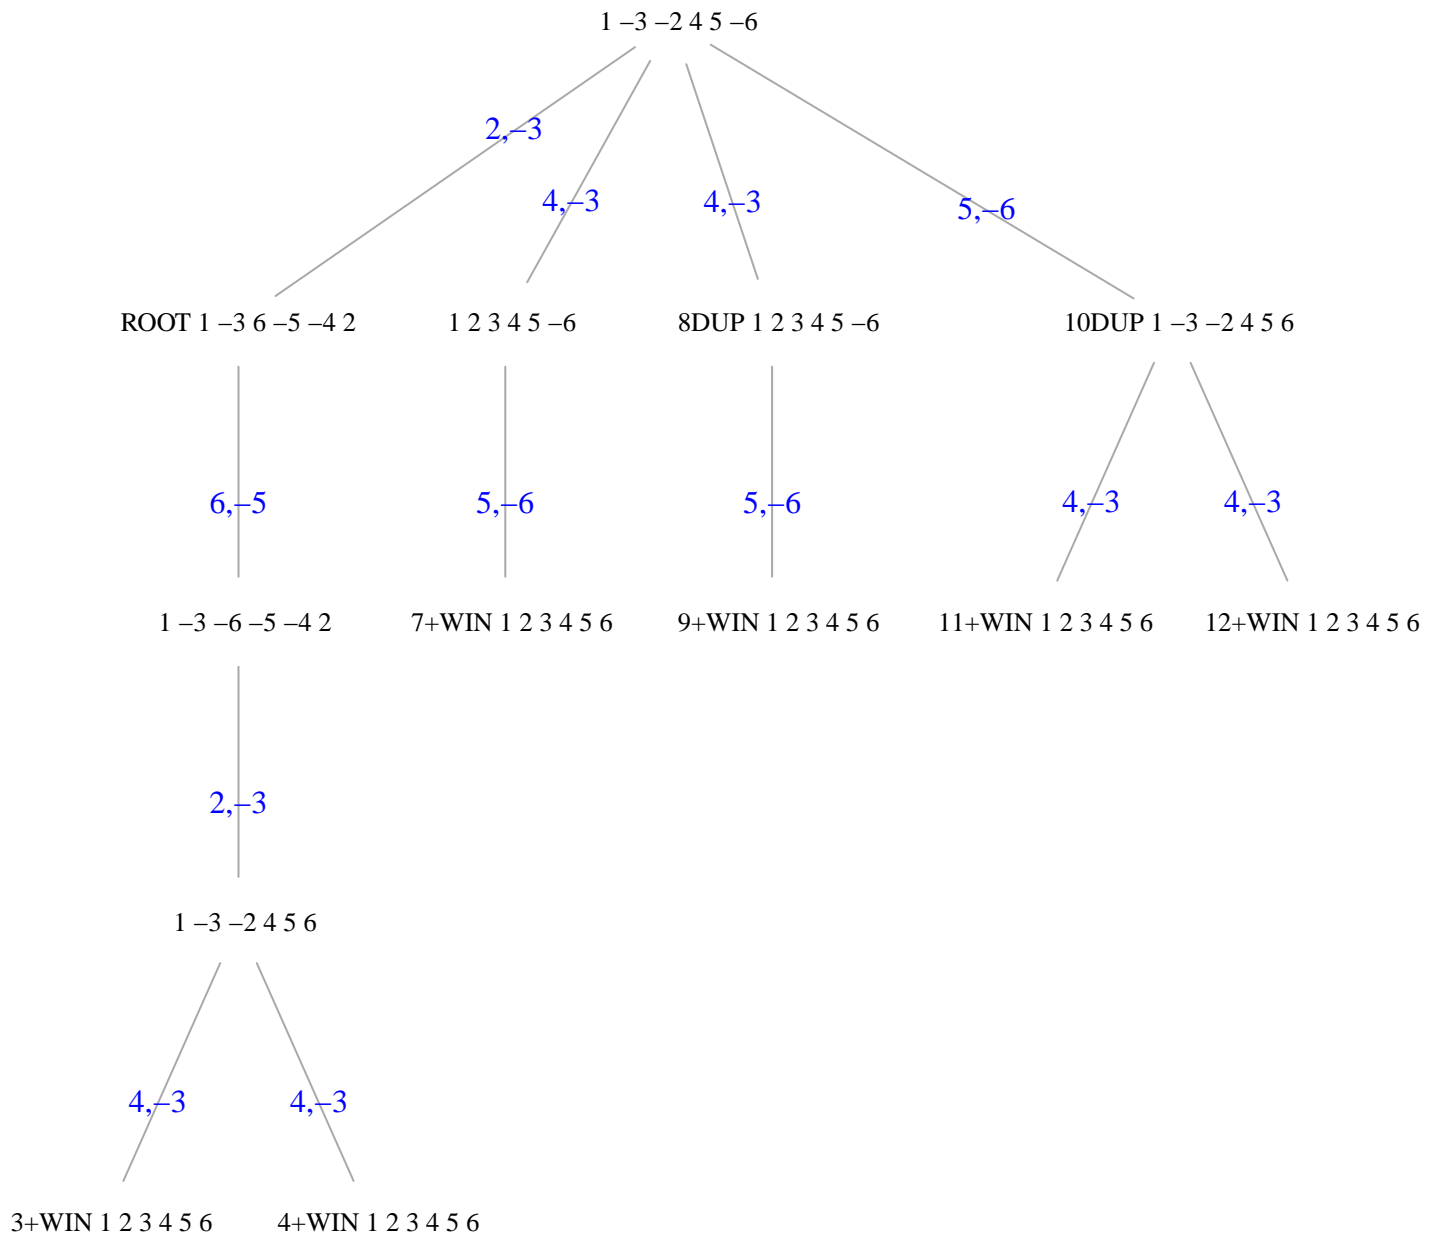 1 –3 –2 4 5 –6
2,–3
4,–3
4,–3
5,–6
ROOT 1 –3 6 –5 –4 2
1 2 3 4 5 –6
8DUP 1 2 3 4 5 –6
10DUP 1 –3 –2 4 5 6
6,–5
5,–6
5,–6
4,–3
4,–3
1 –3 –6 –5 –4 2
7+WIN 1 2 3 4 5 6
9+WIN 1 2 3 4 5 6
11+WIN 1 2 3 4 5 6
12+WIN 1 2 3 4 5 6
2,–3
1 –3 –2 4 5 6
4,–3
4,–3
3+WIN 1 2 3 4 5 6
4+WIN 1 2 3 4 5 6